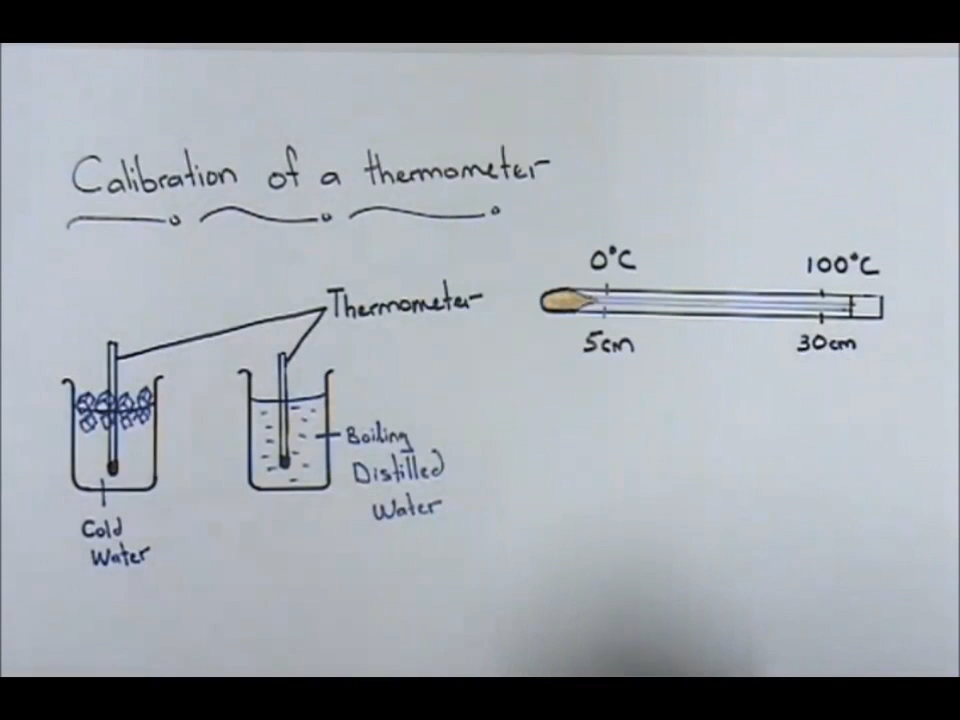 Calibration of a thermometer
Thermometer
Cold
Water
Boiling
Distilled
Water
0°C
100°C
5cm
30cm